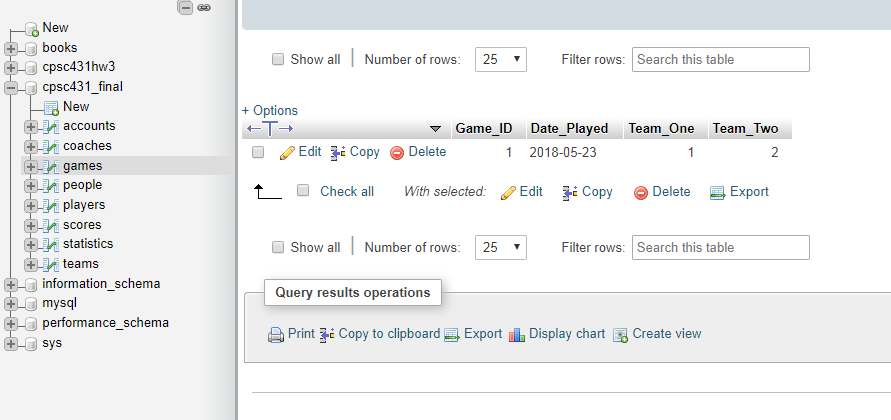 New
books
cpsc431hw3
cpsc431_final
New
accounts
coaches
games
people
players
scores
statistics
teams
information_schema
mysql
performance_schema
sys
Show all Number of rows: 25 Filter rows: Search this table
+ Options
Game_ID Date_Played Team_One Team_Two
Edit Copy Delete 1 2018-05-23 1 2
Check all With selected: Edit Copy Delete Export
Show all Number of rows: 25 Filter rows: Search this table
Query results operations
Print Copy to clipboard Export Display chart Create view